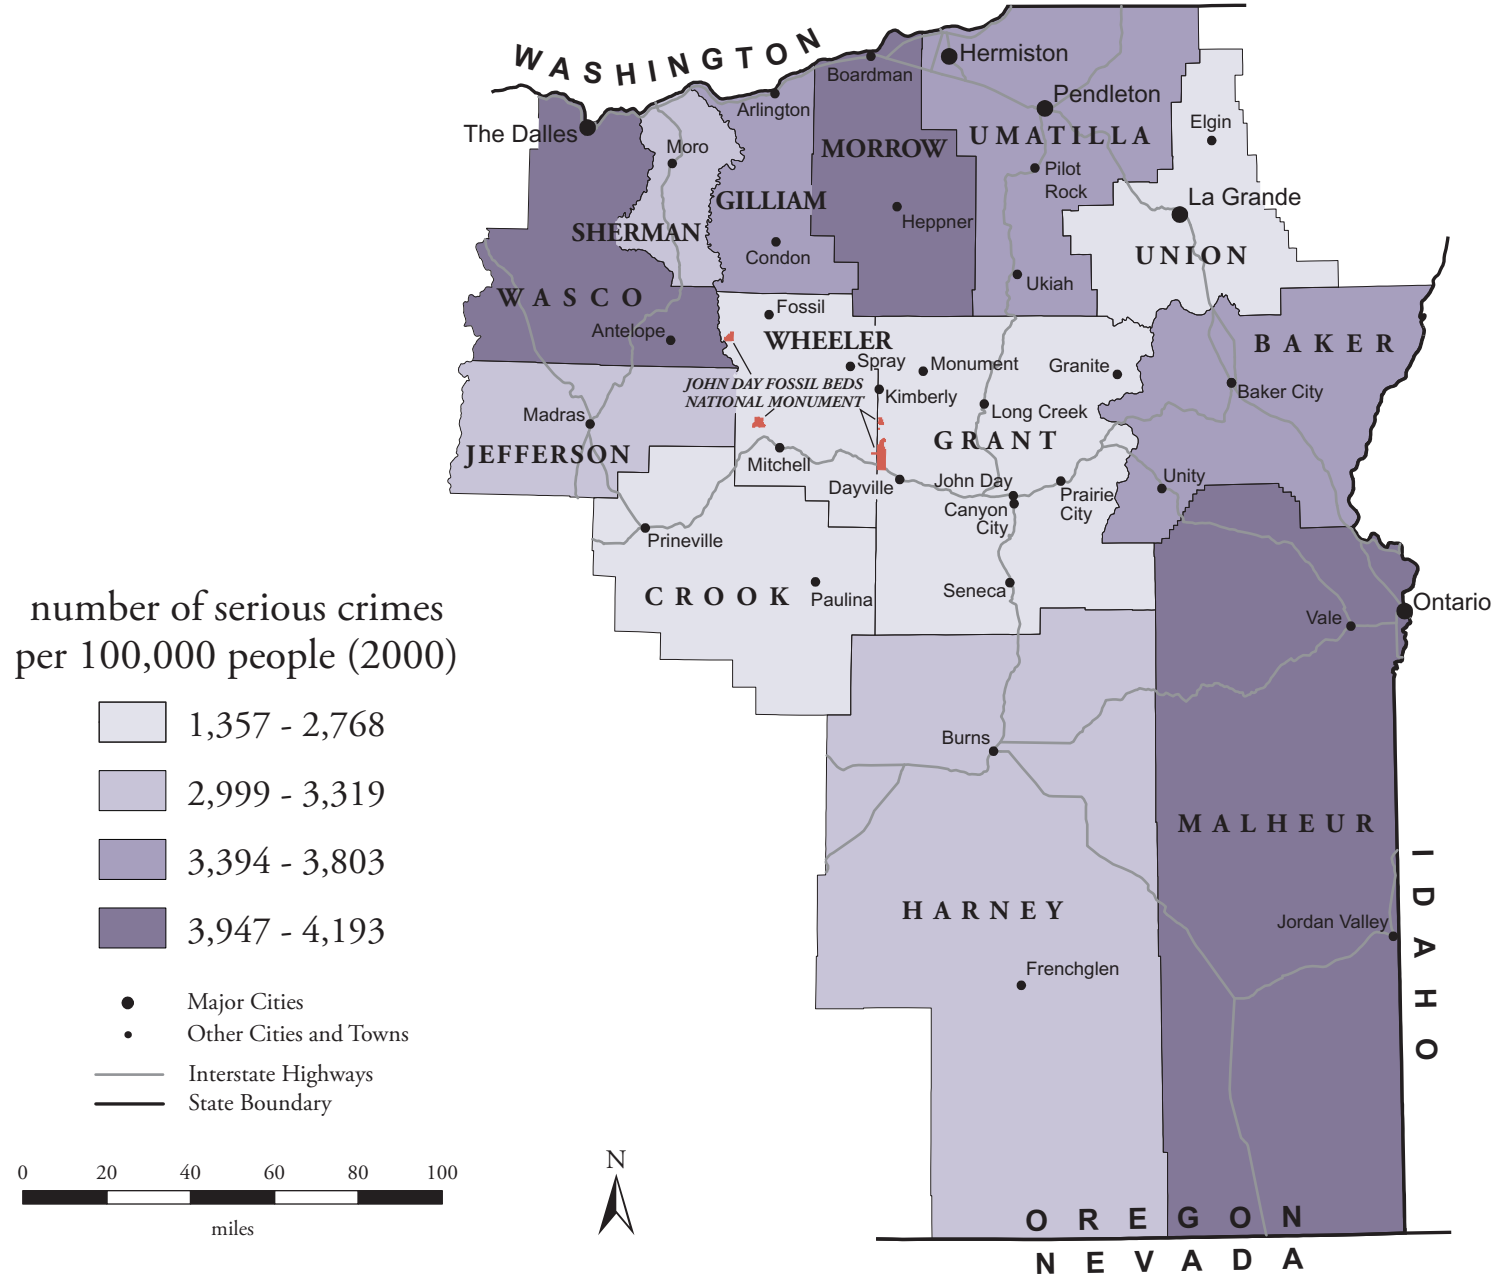 WASHINGTON
Hermiston
Boardman
Pendleton
Arlington
The Dalles
Elgin
UMATILLA
Moro
MORROW
Pilot
Rock
La Grande
GILLIAM
Heppner
SHERMAN
UNION
Condon
Ukiah
WASCO
Fossil
Antelope
WHEELER
BAKER
Spray
Monument
Granite
JOHN DAY FOSSIL BEDS
NATIONAL MONUMENT
Kimberly
Baker City
Madras
Long Creek
GRANT
JEFFERSON
Mitchell
Unity
Dayville
John Day
Prairie
City
Canyon
City
Prineville
CROOK
Paulina
Seneca
Ontario
Vale
number of serious crimes
per 100,000 people (2000)
1,357 - 2,768
2,999 - 3,319
3,394 - 3,803
3,947 - 4,193
Burns
MALHEUR
HARNEY
Jordan Valley
IDAHO
Frenchglen
Major Cities
Other Cities and Towns
Interstate Highways
State Boundary
0 20 40 60 80 100
miles
N
OREGON
NEVADA